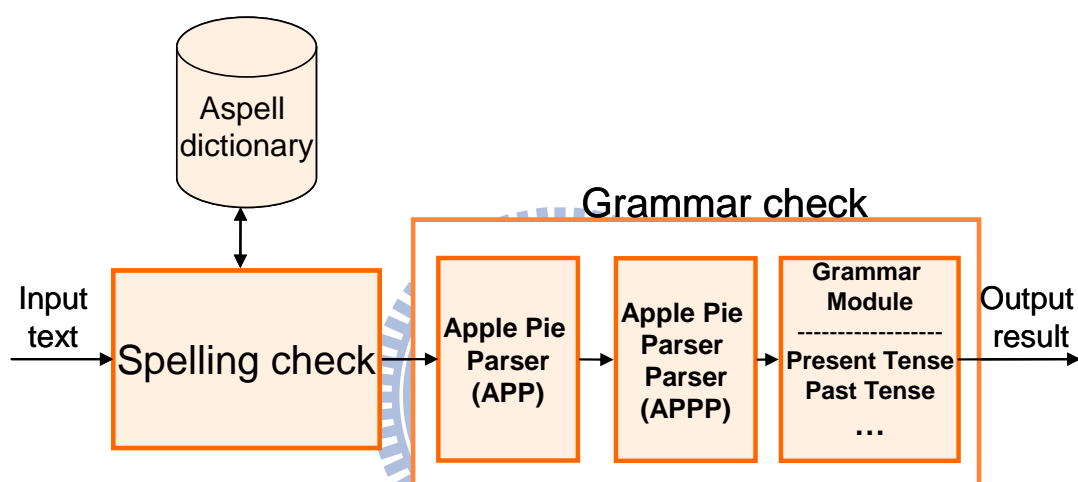 Aspell
dictionary
Grammar check
Input
text
Spelling check
Apple Pie
Parser
(APP)
Apple Pie
Parser
Parser
(APPP)
Grammar
Module
-------------------
Present Tense
Past Tense
...
Output
result